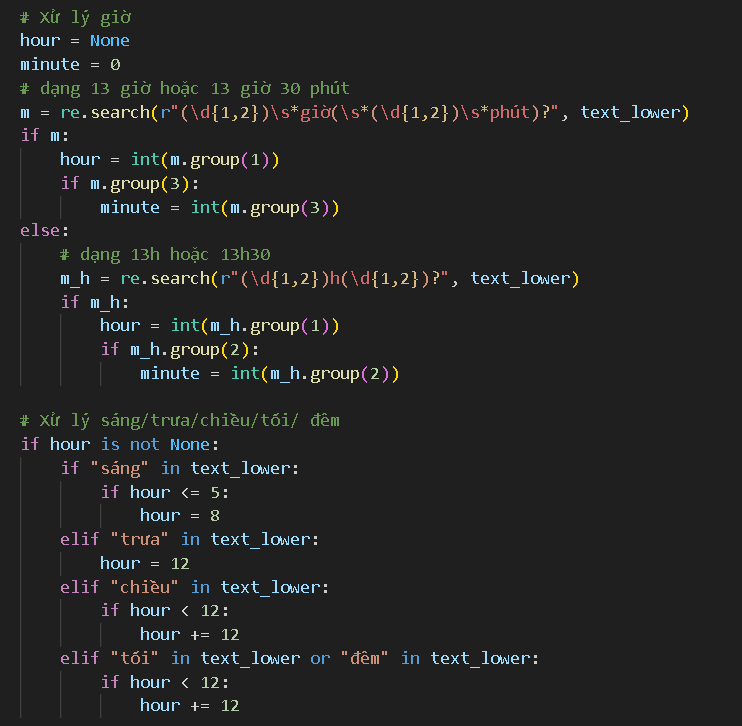 # Xử lý giờ
hour = None
minute = 0
# dạng 13 giờ hoặc 13 giờ 30 phút
m = re.search(r"(\d{1,2})\s*giờ(\s*(\d{1,2})\s*phút)?", text_lower)
if m:
    hour = int(m.group(1))
    if m.group(3):
        minute = int(m.group(3))
else:
    # dạng 13h hoặc 13h30
    m_h = re.search(r"(\d{1,2})h(\d{1,2})?", text_lower)
    if m_h:
        hour = int(m_h.group(1))
        if m_h.group(2):
            minute = int(m_h.group(2))
# Xử lý sáng/trưa/chiều/tối/ đêm
if hour is not None:
    if "sáng" in text_lower:
        if hour <= 5:
            hour = 8
    elif "trưa" in text_lower:
        hour = 12
    elif "chiều" in text_lower:
        if hour < 12:
            hour += 12
    elif "tối" in text_lower or "đêm" in text_lower:
        if hour < 12:
            hour += 12